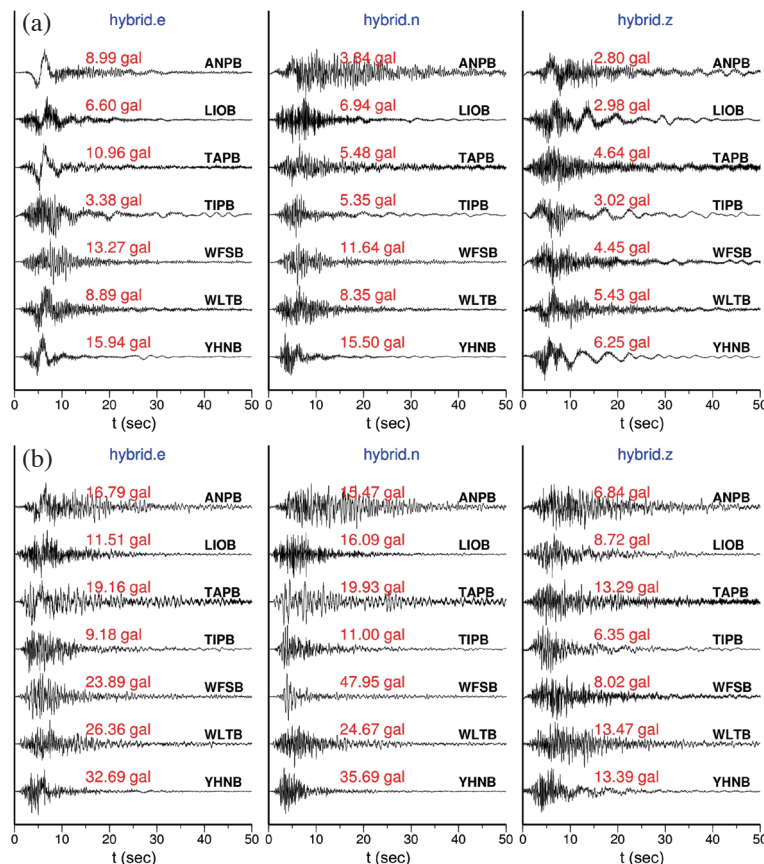 (a)
hybrid.e hybrid.n hybrid.z
8.99 gal ANPB 3.84 gal ANPB 2.80 gal ANPB
6.60 gal LIOB 6.94 gal LIOB 2.98 gal LIOB
10.96 gal TAPB 5.48 gal TAPB 4.64 gal TAPB
3.38 gal TIPB 5.35 gal TIPB 3.02 gal TIPB
13.27 gal WFSB 11.64 gal WFSB 4.45 gal WFSB
8.89 gal WLTB 8.35 gal WLTB 5.43 gal WLTB
15.94 gal YHNB 15.50 gal YHNB 6.25 gal YHNB
0 10 20 30 40 50 0 10 20 30 40 50 0 10 20 30 40 50
t (sec) t (sec) t (sec)
(b)
hybrid.e hybrid.n hybrid.z
16.79 gal ANPB 15.47 gal ANPB 6.84 gal ANPB
11.51 gal LIOB 16.09 gal LIOB 8.72 gal LIOB
19.16 gal TAPB 19.93 gal TAPB 13.29 gal TAPB
9.18 gal TIPB 11.00 gal TIPB 6.35 gal TIPB
23.89 gal WFSB 47.95 gal WFSB 8.02 gal WFSB
26.36 gal WLTB 24.67 gal WLTB 13.47 gal WLTB
32.69 gal YHNB 35.69 gal YHNB 13.39 gal YHNB
0 10 20 30 40 50 0 10 20 30 40 50 0 10 20 30 40 50
t (sec) t (sec) t (sec)